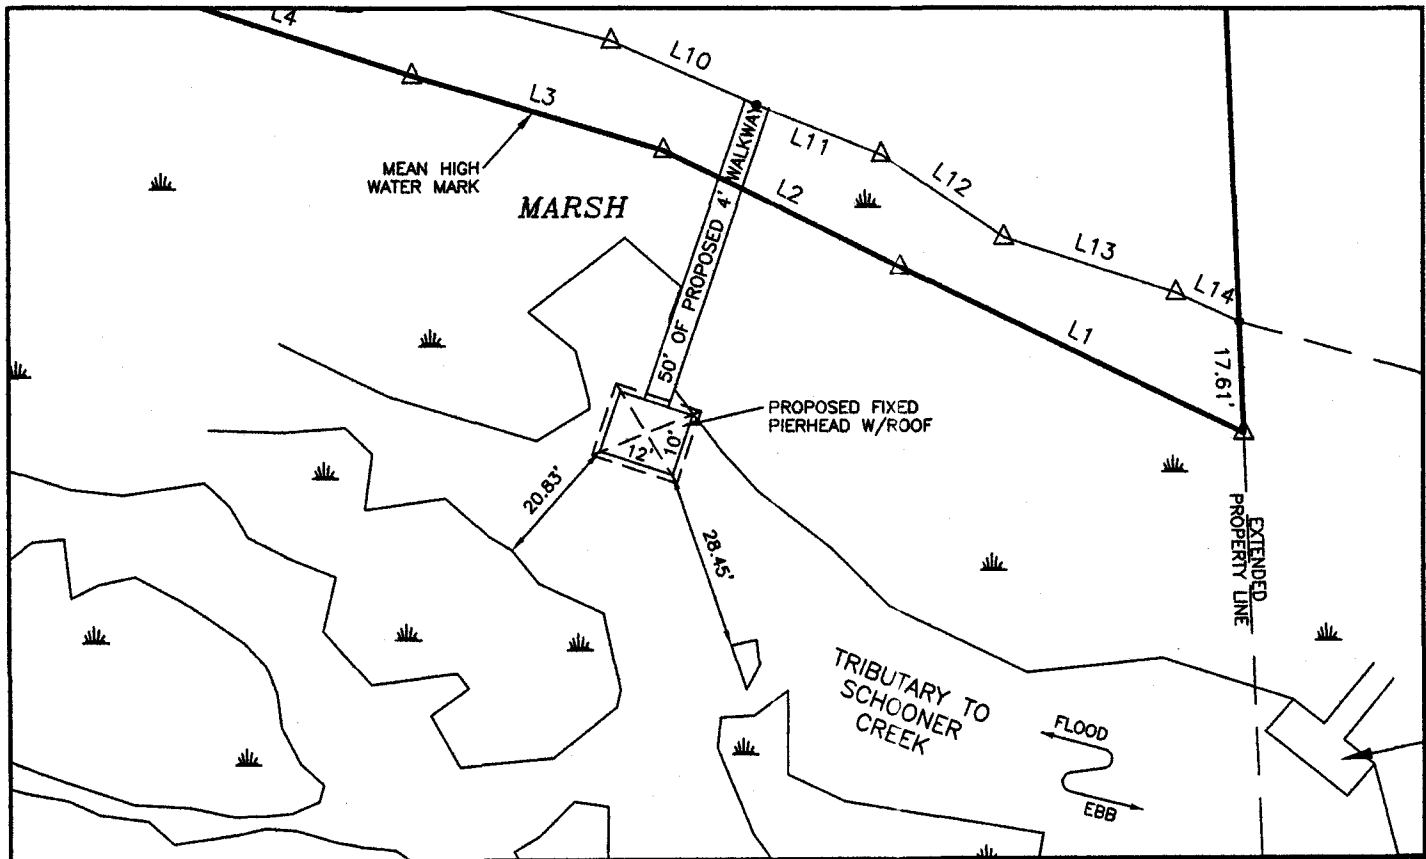 L4
L10
L3
L11
MEAN HIGH
WATER MARK
MARSH
L2
L12
L13
L14
L1
50' OF PROPOSED 4' WALKWAY
17.61'
PROPOSED FIXED
PIERHEAD W/ROOF
12'
10'
20.83'
28.45'
EXTENDED
PROPERTY LINE
TRIBUTARY TO
SCHOONER
CREEK
FLOOD
EBB